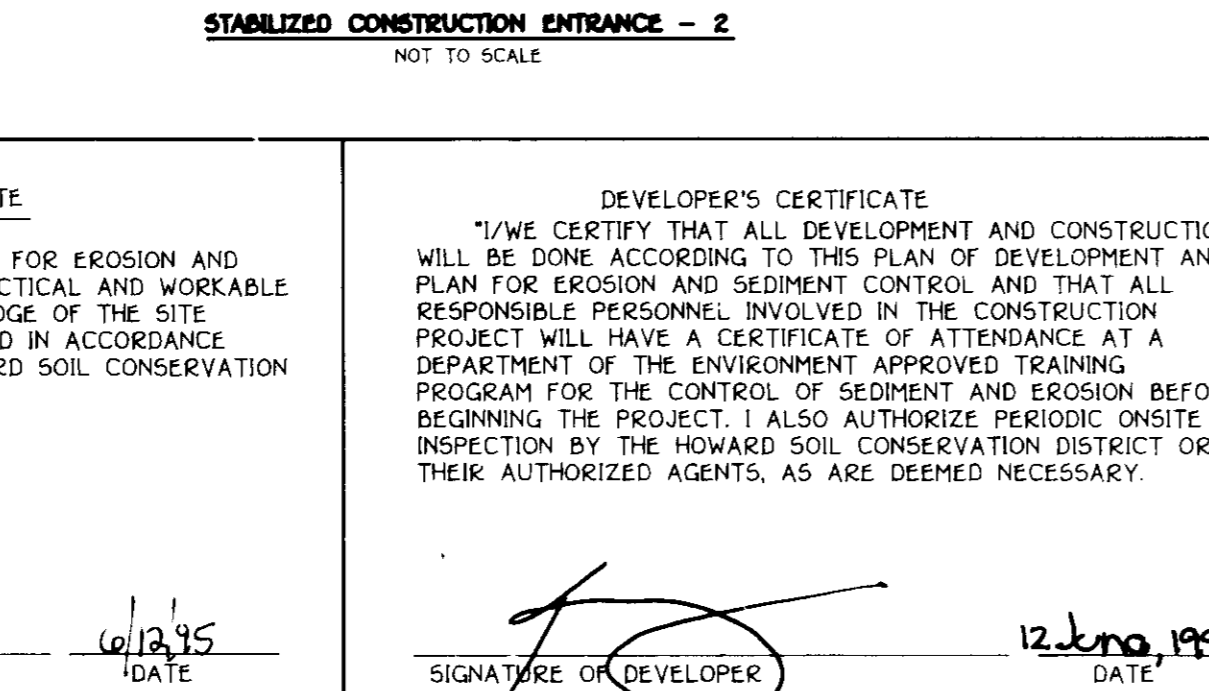 STABILIZED CONSTRUCTION ENTRANCE - 2
NOT TO SCALE
TE
FOR EROSION AND
CTICAL AND WORKABLE
DGE OF THE SITE
D IN ACCORDANCE
RD SOIL CONSERVATION
6/12/95
DATE
DEVELOPER'S CERTIFICATE
"I/WE CERTIFY THAT ALL DEVELOPMENT AND CONSTRUCTIO
WILL BE DONE ACCORDING TO THIS PLAN OF DEVELOPMENT AN
PLAN FOR EROSION AND SEDIMENT CONTROL AND THAT ALL
RESPONSIBLE PERSONNEL INVOLVED IN THE CONSTRUCTION
PROJECT WILL HAVE A CERTIFICATE OF ATTENDANCE AT A
DEPARTMENT OF THE ENVIRONMENT APPROVED TRAINING
PROGRAM FOR THE CONTROL OF SEDIMENT AND EROSION BEFO
BEGINNING THE PROJECT. I ALSO AUTHORIZE PERIODIC ONSITE
INSPECTION BY THE HOWARD SOIL CONSERVATION DISTRICT OR
THEIR AUTHORIZED AGENTS, AS ARE DEEMED NECESSARY.
12 June, 199
SIGNATURE OF DEVELOPER
DATE